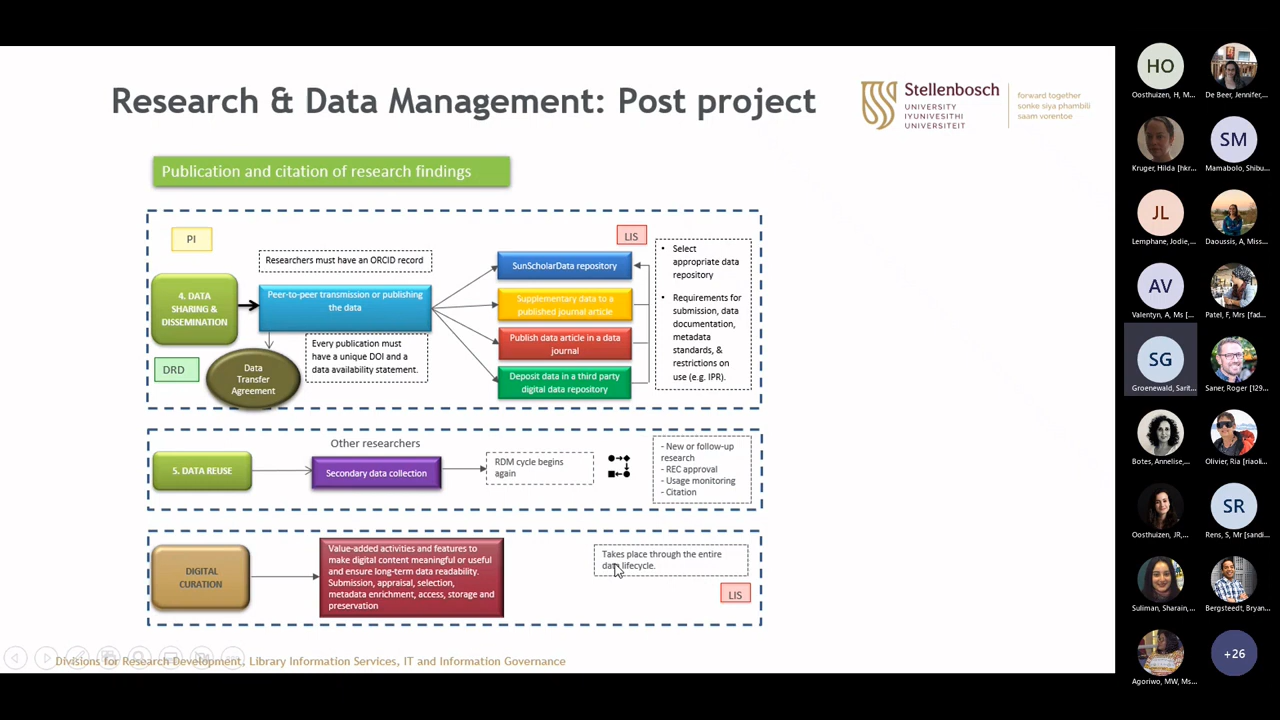 Research & Data Management: Post project
Stellenbosch
UNIVERSITY
IYUNIVESITHI
UNIVERSITEIT
forward together
sonke siya phambili
saam vorentoe
Publication and citation of research findings
PI
LIS
Researchers must have an ORCID record
4. DATA
SHARING &
DISSEMINATION
Peer-to-peer transmission or publishing
the data
Every publication must
have a unique DOI and a
data availability statement.
DRD
Data
Transfer
Agreement
SunScholarData repository
Supplementary data to a
published journal article
Publish data article in a data
journal
Deposit data in a third party
digital data repository
• Select
appropriate data
repository
• Requirements for
submission, data
documentation,
metadata
standards, &
restrictions on
use (e.g. IPR).
Other researchers
5. DATA REUSE
Secondary data collection
RDM cycle begins
again
- New or follow-up
research
- REC approval
- Usage monitoring
- Citation
DIGITAL
CURATION
Value-added activities and features to
make digital content meaningful or useful
and ensure long-term data readability.
Submission, appraisal, selection,
metadata enrichment, access, storage and
preservation
Takes place through the entire
data lifecycle.
LIS
Divisions for Research Development, Library Information Services, IT and Information Governance
HO
Oosthuizen, H, M...
De Beer, Jennifer,...
Kruger, Hilda [hkr...
SM
Mamabolo, Shibu...
JL
Lemphane, Jodie,...
Daoussis, A, Miss...
AV
Valentyn, A, Ms [...
Patel, F, Mrs [fad...
SG
Groenewald, Sarit...
Saner, Roger [129...
Botes, Annelise,...
Olivier, Ria [riaoli...
Oosthuizen, JR,...
SR
Rens, S, Mr [sandi...
Suliman, Sharain,...
Bergsteedt, Bryan...
Agoriwo, MW, Ms...
+26